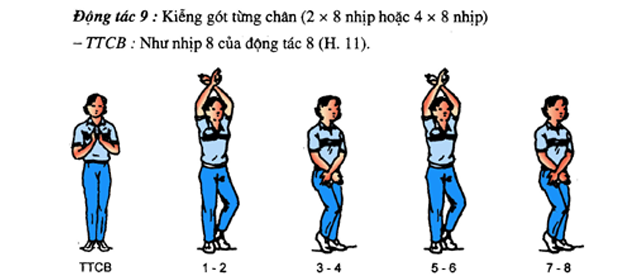 Động tác 9 : Kiễng gót từng chân (2 × 8 nhịp hoặc 4 × 8 nhịp)
– TTCB : Như nhịp 8 của động tác 8 (H. 11).
TTCB 1 - 2 3 - 4 5 - 6 7 - 8